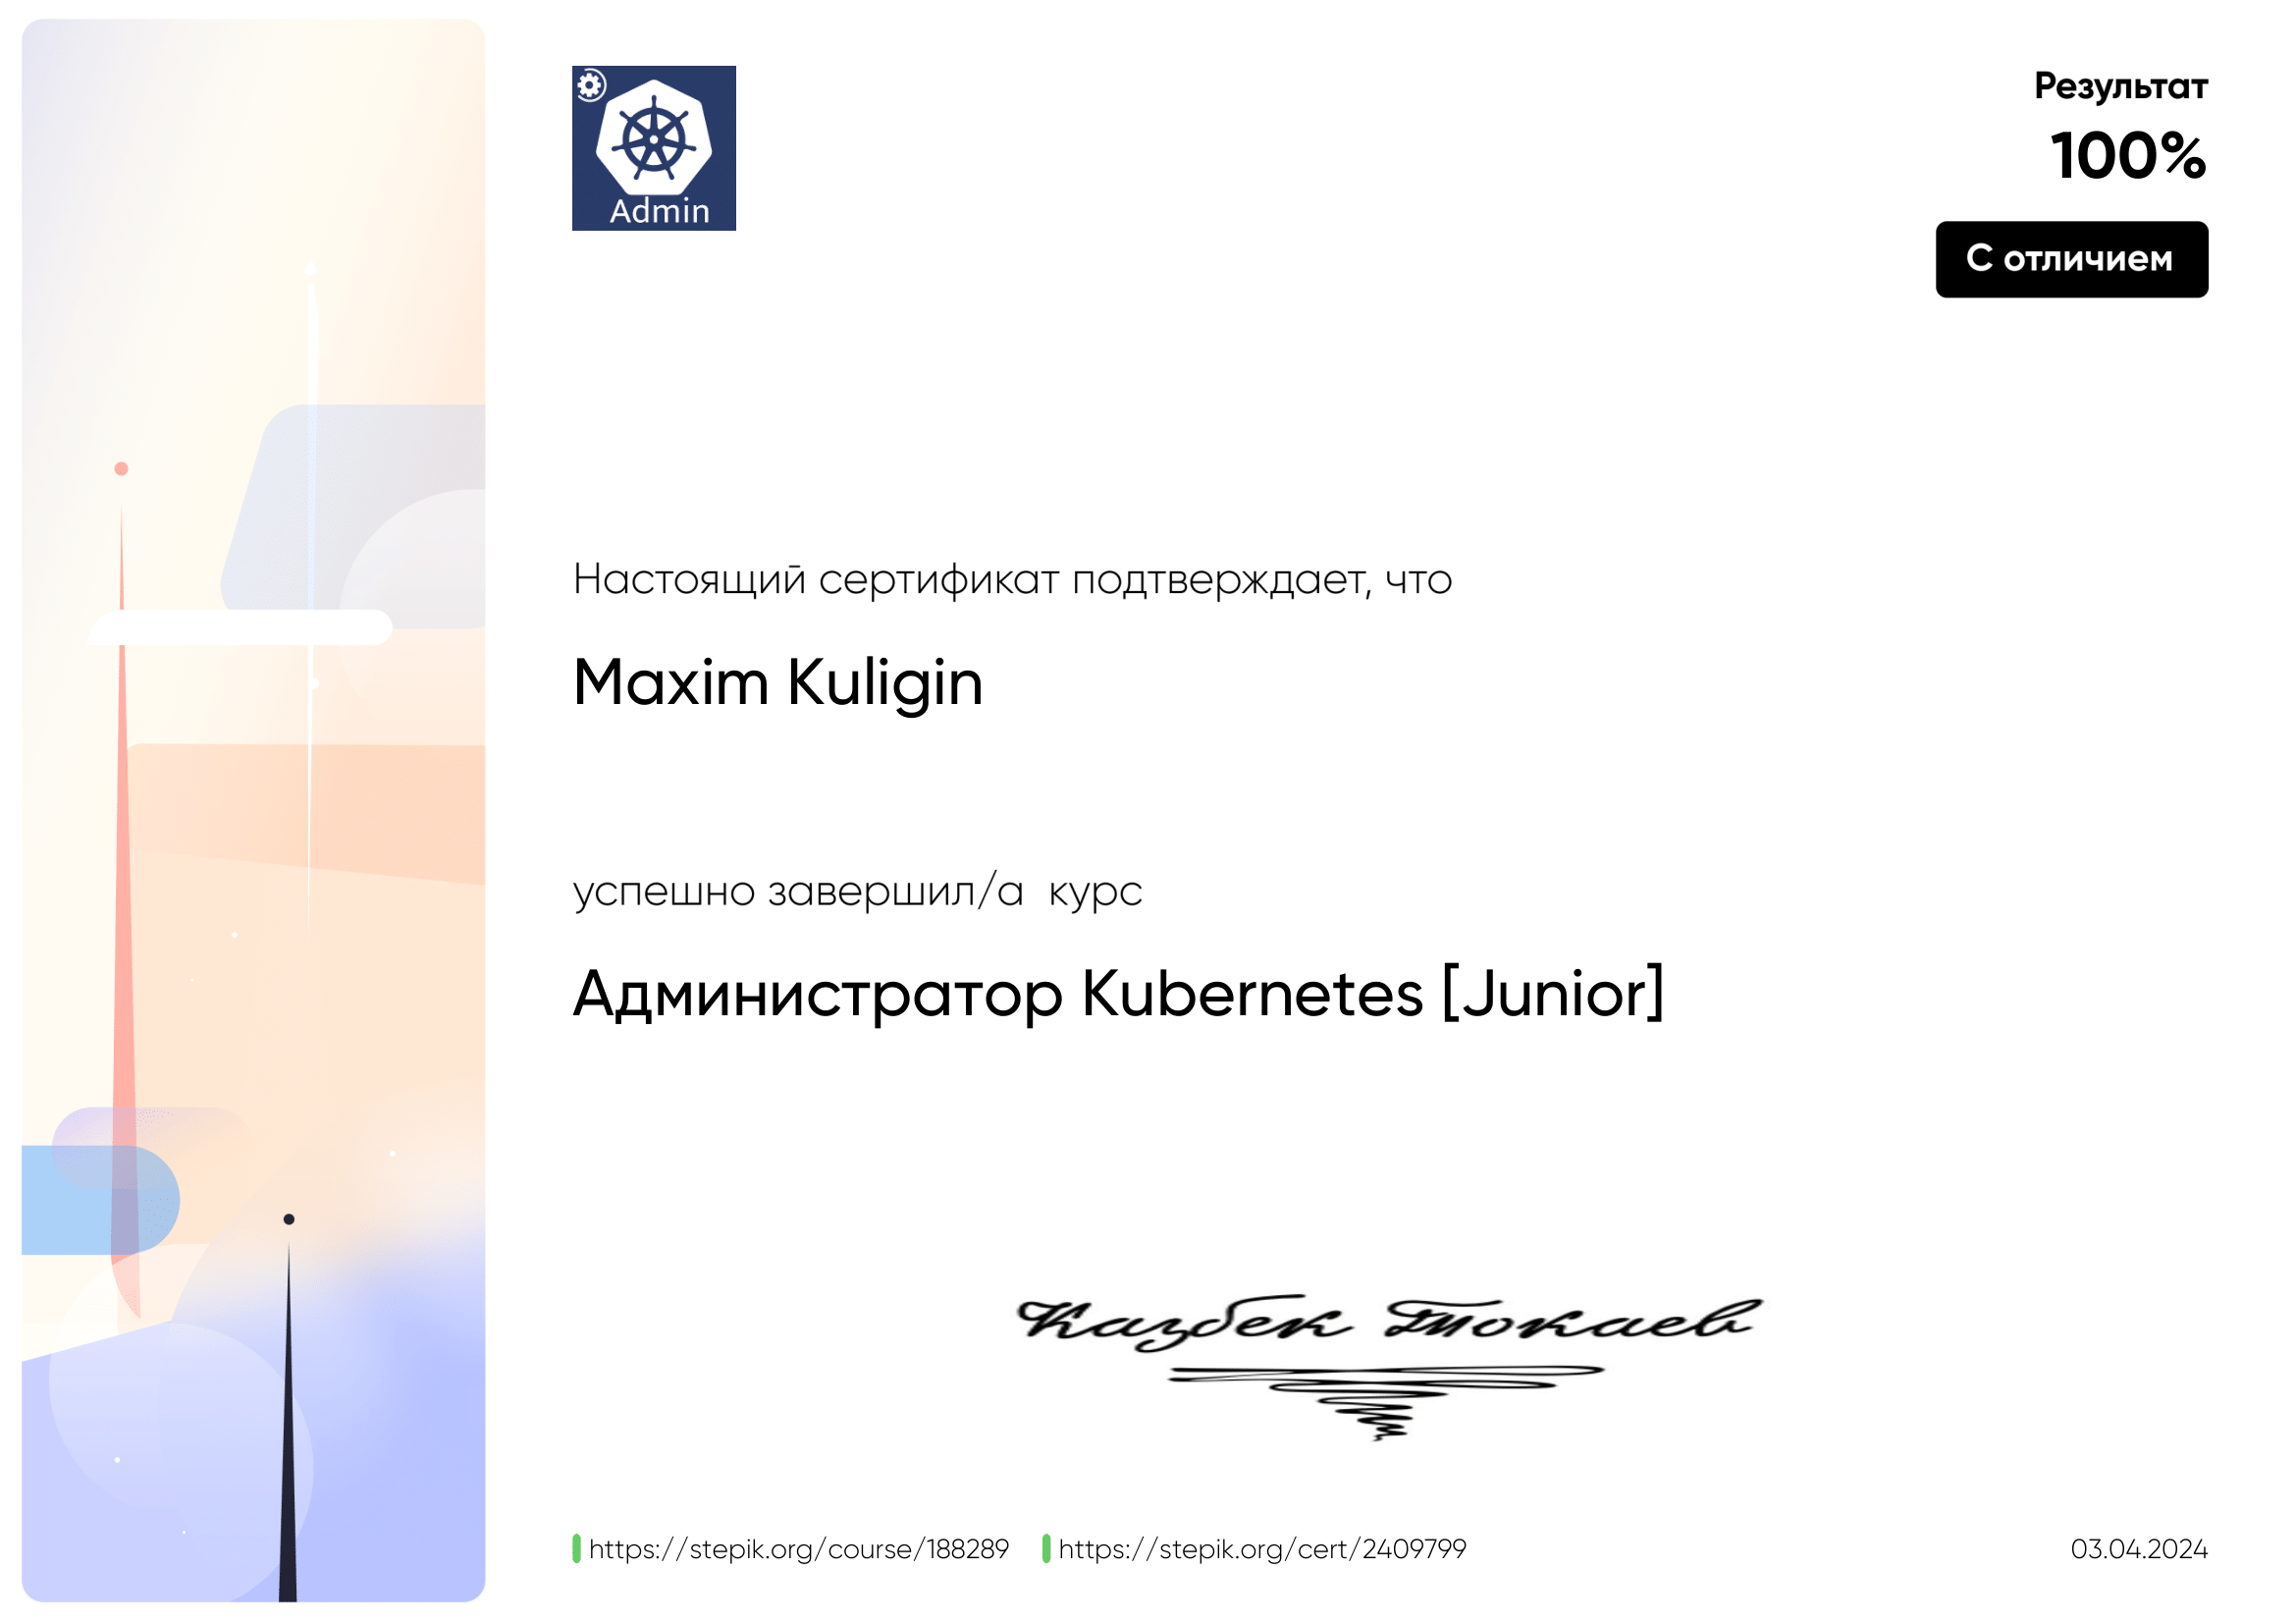 Admin
Результат
100%
С отличием
Настоящий сертификат подтверждает, что
Maxim Kuligin
успешно завершил/а курс
Администратор Kubernetes [Junior]
Казбек Токаев
https://stepik.org/course/188289 https://stepik.org/cert/2409799 03.04.2024